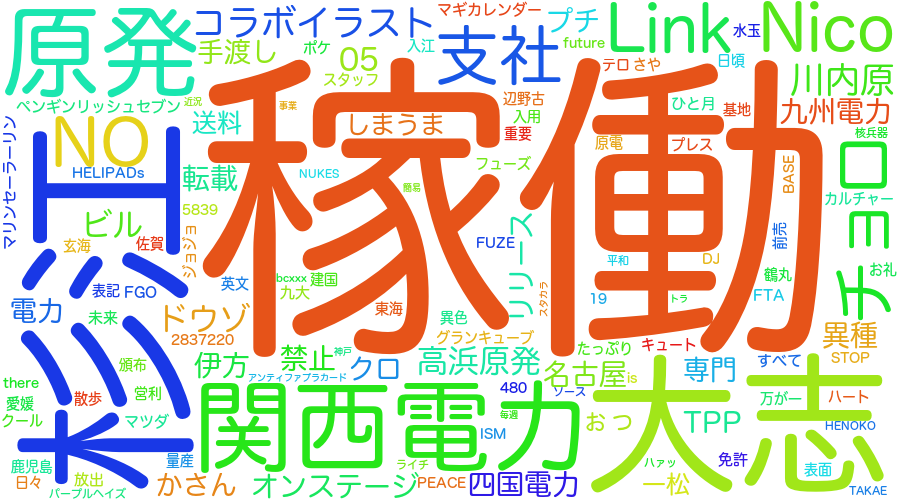 原発
コラボイラスト
マギカレンダー
プチ
Link
Nico
手渡し
ポケ
05
入江
支社
future
水玉
日頃
スタッフ
テロ
さや
川内原
ペンギンリッシュセブン
近況
事業
辺野古
入用
ひと月
基地
九州電力
NO
送料
しまうま
重要
原電
プレス
核兵器
マリンセーラーリン
HELIPADs
転載
NUKES
簡易
稼働
フューズ
BASE
カルチャー
チョロ
ビル
5839
佐賀
玄海
ジョジョ
FUZE
リリース
平和
DJ
前売
鶴丸
お礼
電力
表記
FGO
英文
bcxxx
建国
九大
東海
異色
スタカラ
19
トラ
FTA
未来
ドウゾ
2837220
グランキューブ
たっぷり
キュート
異種
STOP
杉江
頒布
伊方
禁止
神戸
クロ
高浜原発
名古屋
is
専門
すべて
there
営利
アンティファプラカード
480
ソース
万が一
ハート
愛媛
散歩
クール
マツダ
関西電力
毎週
おっ
大志
TPP
HENOKO
ISM
鹿児島
量産
ハァッ
免許
表面
日々
放出
パープルヘイズ
かさん
オンステージ
ライチ
PEACE
四国電力
一松
TAKAE